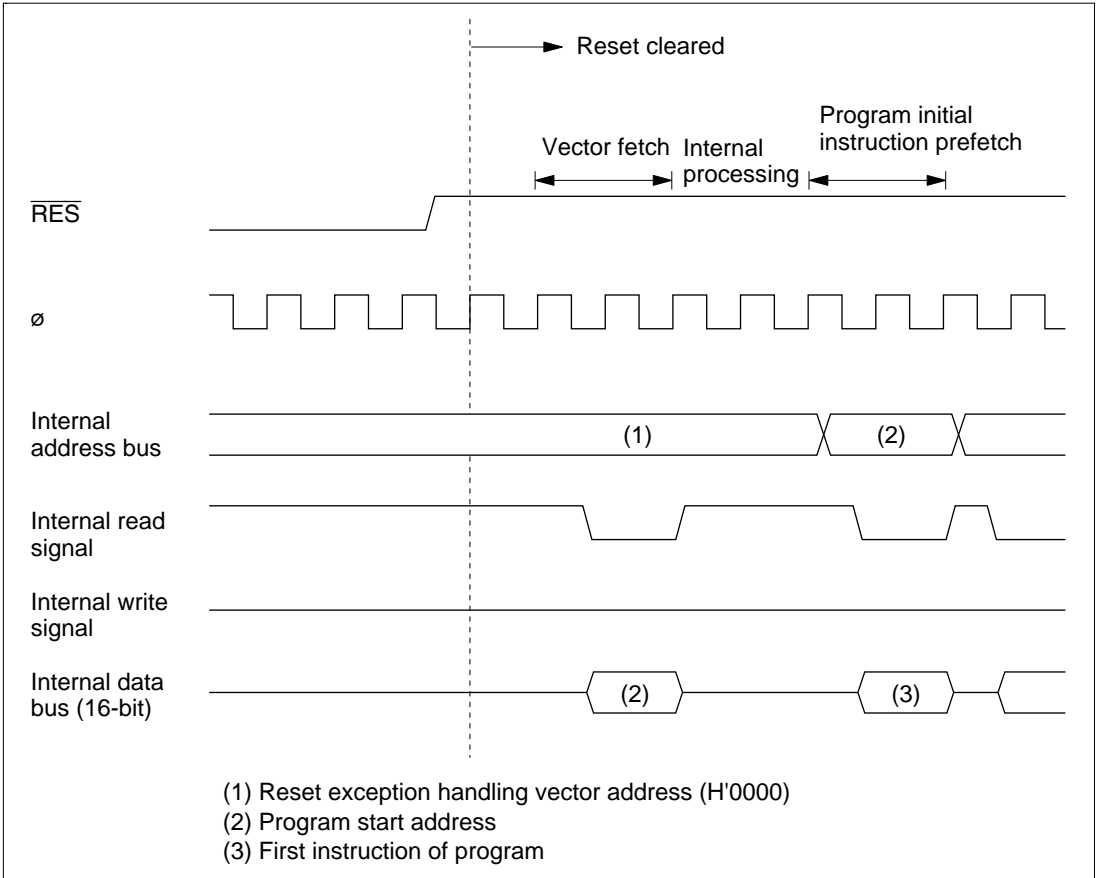 Reset cleared
Vector fetch
Internal
processing
Program initial
instruction prefetch
RES
ø
Internal
address bus
(1)
(2)
Internal read
signal
Internal write
signal
Internal data
bus (16-bit)
(2)
(3)
(1) Reset exception handling vector address (H'0000)
(2) Program start address
(3) First instruction of program